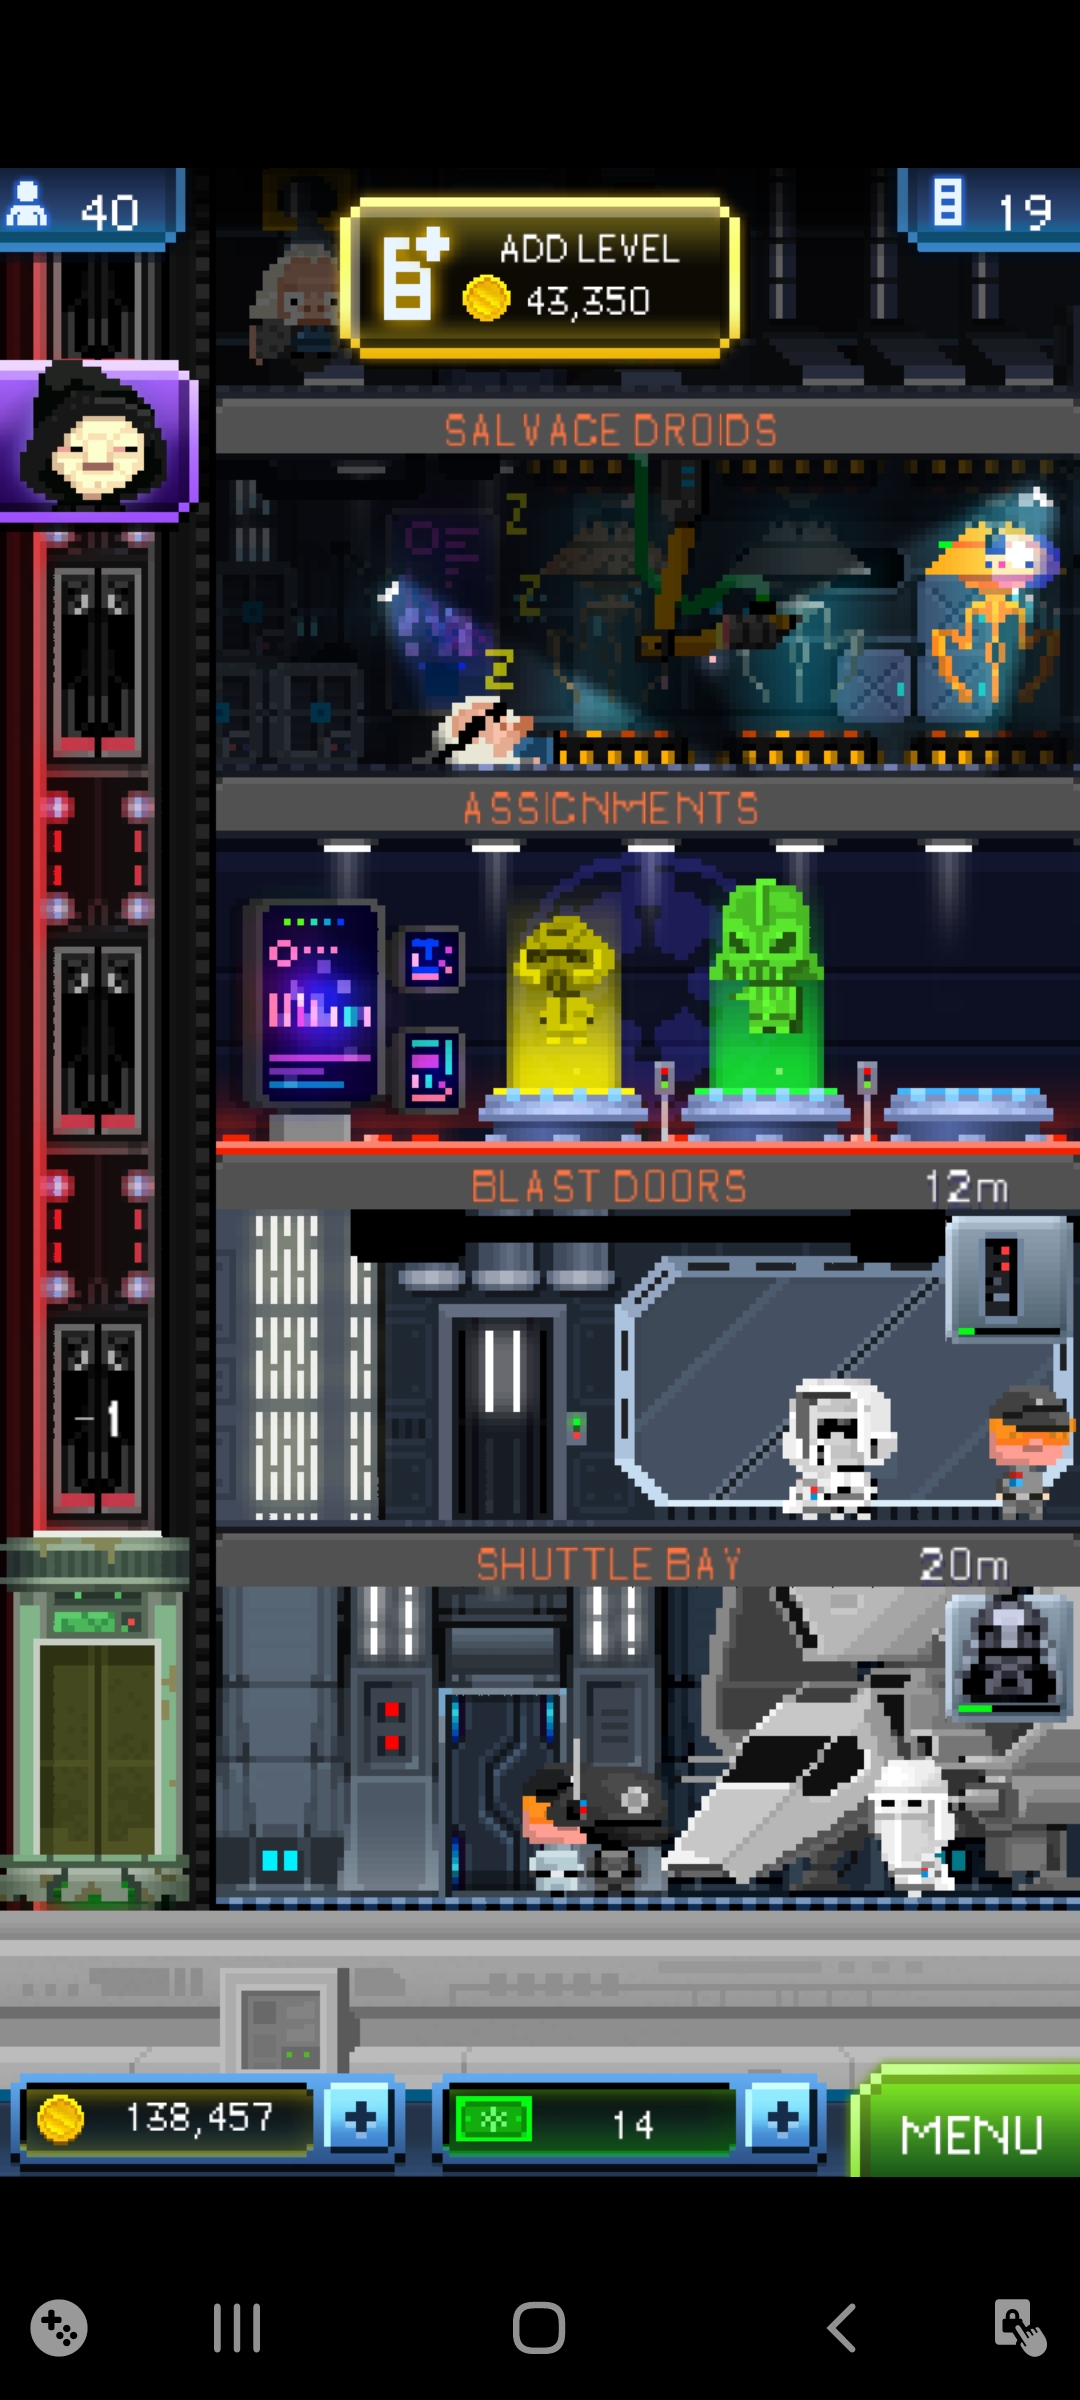 40
ADD LEVEL
43,350
19
SALVAGE DROIDS
Z
Z
Z
ASSIGNMENTS
BLAST DOORS 12m
-1
SHUTTLE BAY 20m
138,457
14
MENU